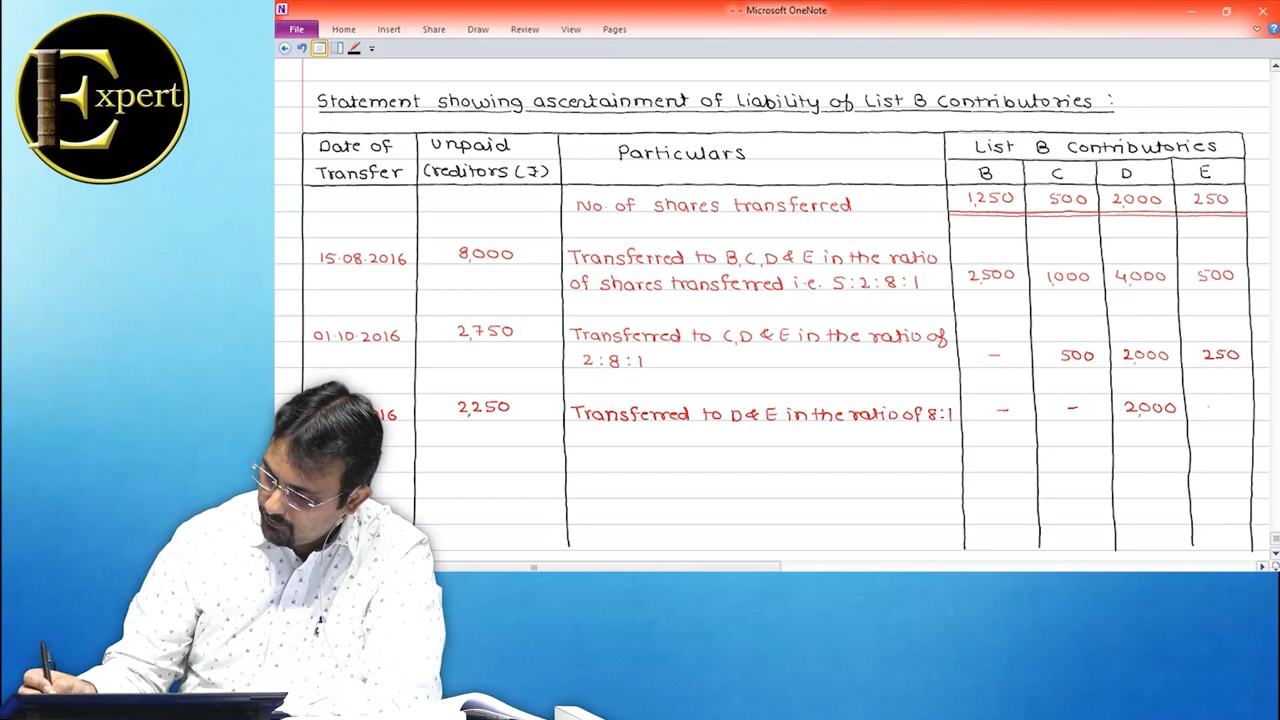 Expert
- - Microsoft OneNote
File Home Insert Share Draw Review View Pages
Statement showing ascertainment of liability of List B Contributories :
Date of Transfer Unpaid Creditors (₹) Particulars List B Contributories
B C D E
No. of shares transferred 1,250 500 2,000 250
15.08.2016 8,000 Transferred to B, C, D & E in the ratio
of shares transferred i.e. 5:2:8:1 2,500 1,000 4,000 500
01.10.2016 2,750 Transferred to C, D & E in the ratio of
2:8:1 - 500 2,000 250
16 2,250 Transferred to D & E in the ratio of 8:1 - - 2,000